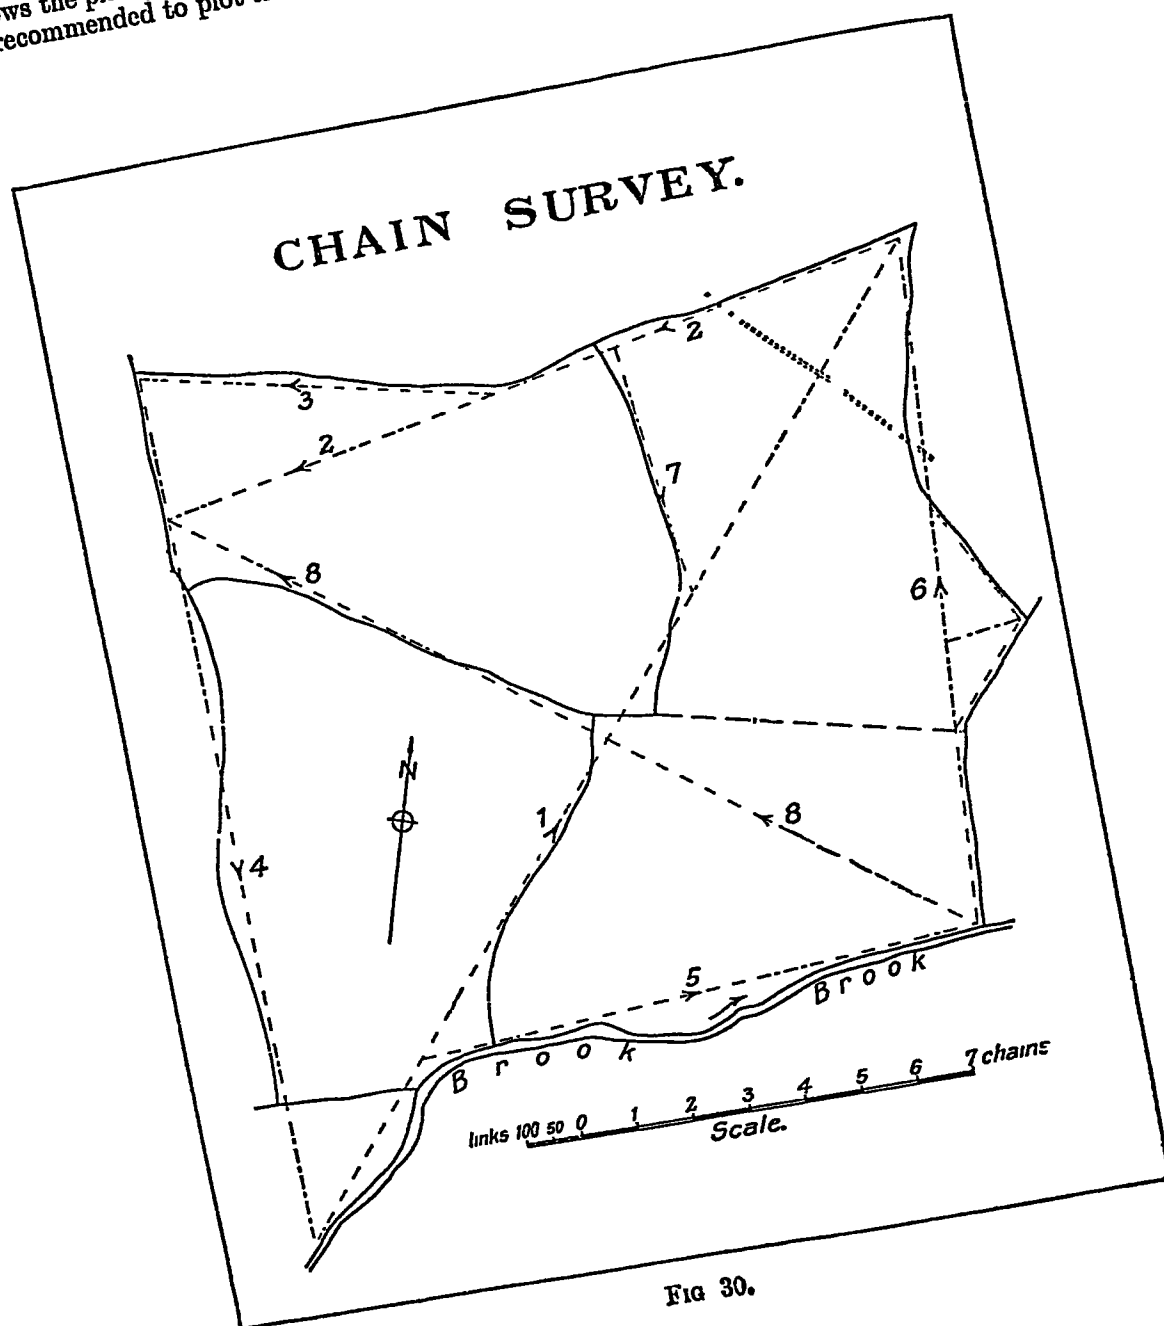 ws the
recommended to plot
CHAIN SURVEY.
2
3
2
7
8
6
N
1
8
4
5
Brook
Brook
links 100 50 0 1 2 3 4 5 6 7 chains
Scale.
FIG 30.